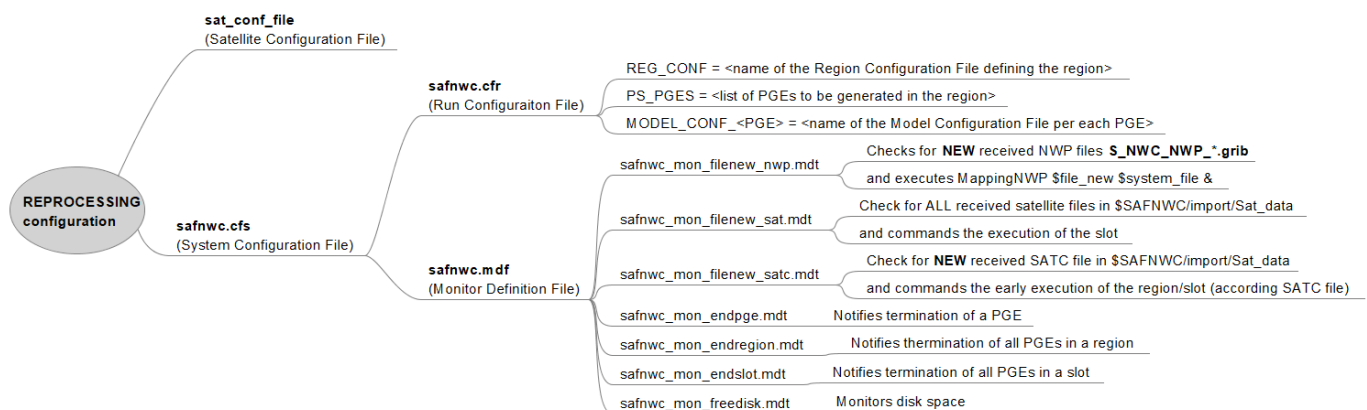 REPROCESSING
configuration
sat_conf_file
(Satellite Configuration File)
safnwc.cfs
(System Configuration File)
safnwc.cfr
(Run Configuraiton File)
REG_CONF = <name of the Region Configuration File defining the region>
PS_PGES = <list of PGEs to be generated in the region>
MODEL_CONF_<PGE> = <name of the Model Configuration File per each PGE>
safnwc.mdf
(Monitor Definition File)
safnwc_mon_filenew_nwp.mdt
Checks for NEW received NWP files S_NWC_NWP_*.grib
and executes MappingNWP $file_new $system_file &
safnwc_mon_filenew_sat.mdt
Check for ALL received satellite files in $SAFNWC/import/Sat_data
and commands the execution of the slot
safnwc_mon_filenew_satc.mdt
Check for NEW received SATC file in $SAFNWC/import/Sat_data
and commands the early execution of the region/slot (according SATC file)
safnwc_mon_endpge.mdt Notifies termination of a PGE
safnwc_mon_endregion.mdt Notifies thermination of all PGEs in a region
safnwc_mon_endslot.mdt Notifies termination of all PGEs in a slot
safnwc_mon_freedisk.mdt Monitors disk space